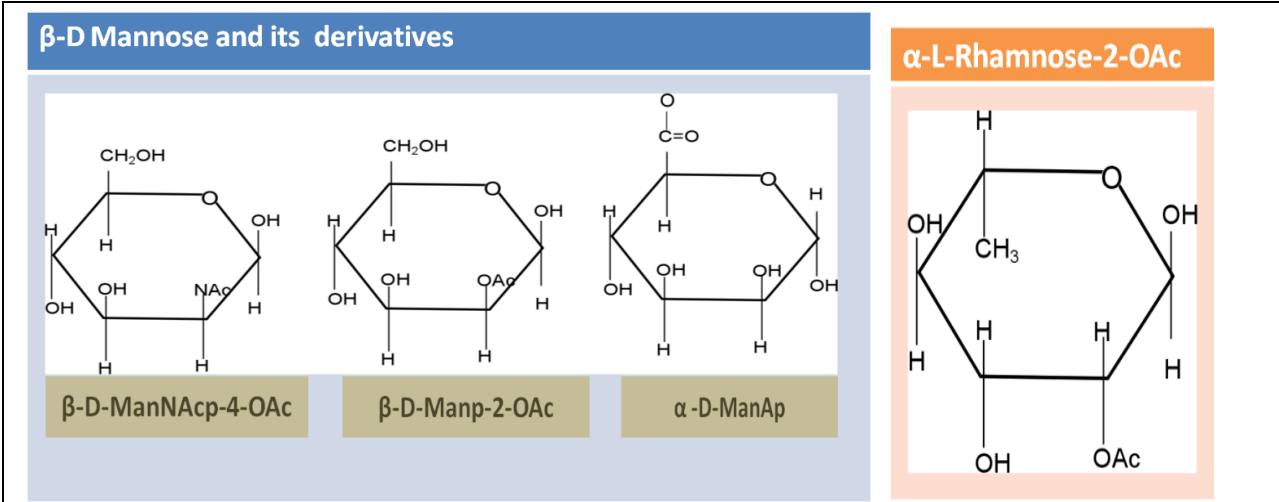 β-D Mannose and its derivatives
α-L-Rhamnose-2-OAc
CH₂OH
O
H
OH
H
OH
NAc
OH
H
H
H
CH₂OH
O
H
OH
H
OH
OAc
OH
H
H
H
O
C=O
O
H
H
H
OH
OH
OH
OH
H
H
H
O
OH
OH
CH₃
H
H
H
H
OH
OAc
β-D-ManNAcp-4-OAc
β-D-Manp-2-OAc
α -D-ManAp